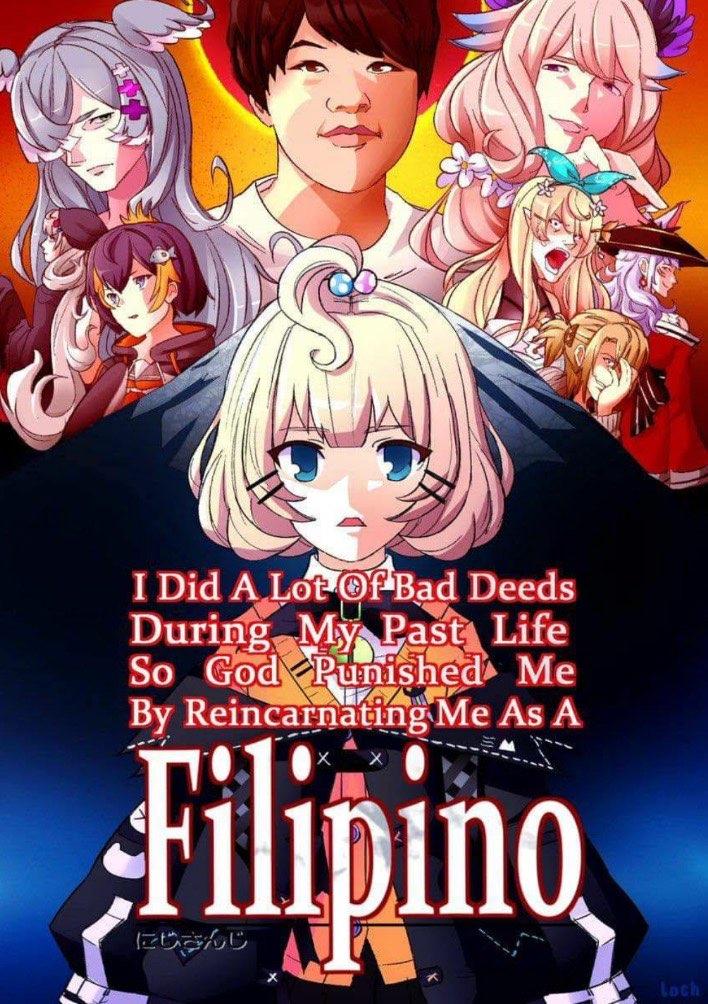 I Did A Lot Of Bad Deeds
During My Past Life
So God Punished Me
By Reincarnating Me As A
Filipino
にじさんじ
Loch